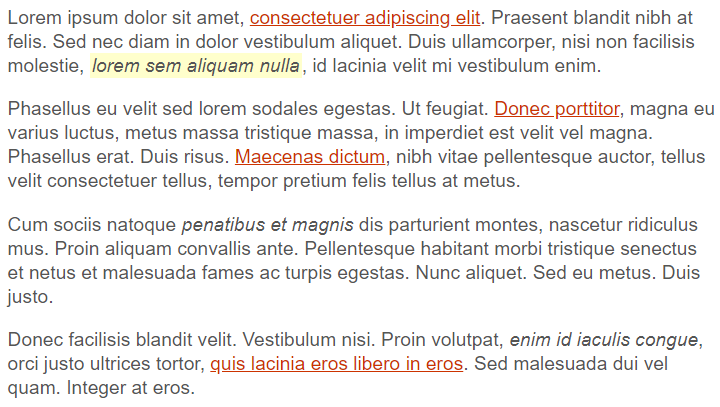 Lorem ipsum dolor sit amet, consectetuer adipiscing elit. Praesent blandit nibh at
felis. Sed nec diam in dolor vestibulum aliquet. Duis ullamcorper, nisi non facilisis
molestie, lorem sem aliquam nulla, id lacinia velit mi vestibulum enim.
Phasellus eu velit sed lorem sodales egestas. Ut feugiat. Donec porttitor, magna eu
varius luctus, metus massa tristique massa, in imperdiet est velit vel magna.
Phasellus erat. Duis risus. Maecenas dictum, nibh vitae pellentesque auctor, tellus
velit consectetuer tellus, tempor pretium felis tellus at metus.
Cum sociis natoque penatibus et magnis dis parturient montes, nascetur ridiculus
mus. Proin aliquam convallis ante. Pellentesque habitant morbi tristique senectus
et netus et malesuada fames ac turpis egestas. Nunc aliquet. Sed eu metus. Duis
justo.
Donec facilisis blandit velit. Vestibulum nisi. Proin volutpat, enim id iaculis congue,
orci justo ultrices tortor, quis lacinia eros libero in eros. Sed malesuada dui vel
quam. Integer at eros.